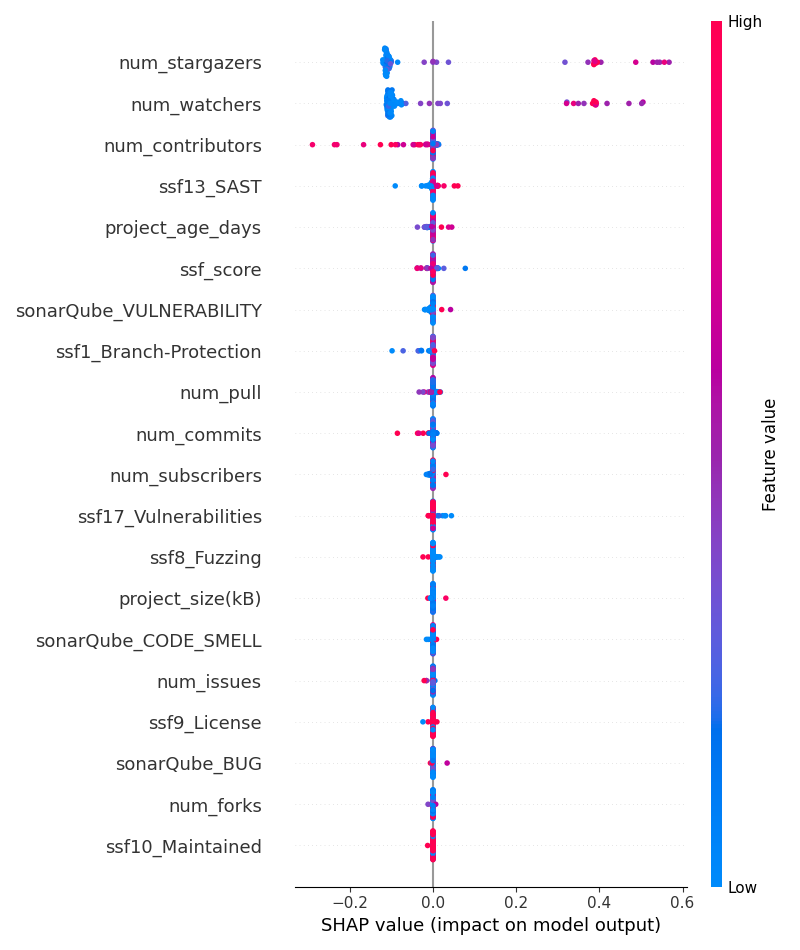 High
num_stargazers
num_watchers
num_contributors
ssf13_SAST
project_age_days
ssf_score
sonarQube_VULNERABILITY
ssf1_Branch-Protection
num_pull
num_commits
num_subscribers
ssf17_Vulnerabilities
ssf8_Fuzzing
project_size(kB)
sonarQube_CODE_SMELL
num_issues
ssf9_License
sonarQube_BUG
num_forks
ssf10_Maintained
Feature value
Low
−0.2 0.0 0.2 0.4 0.6
SHAP value (impact on model output)